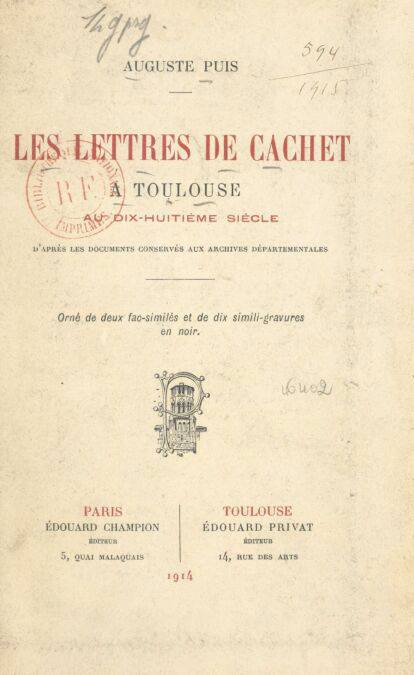 AUGUSTE PUIS
594
1915
LES LETTRES DE CACHET
A TOULOUSE
AU DIX-HUITIÈME SIÈCLE
D'APRÈS LES DOCUMENTS CONSERVÉS AUX ARCHIVES DÉPARTEMENTALES
R F
IMPRIMÉS
Orné de deux fac-similés et de dix simili-gravures
en noir.
PARIS
ÉDOUARD CHAMPION
ÉDITEUR
5, QUAI MALAQUAIS
TOULOUSE
ÉDOUARD PRIVAT
ÉDITEUR
14, RUE DES ARTS
1914